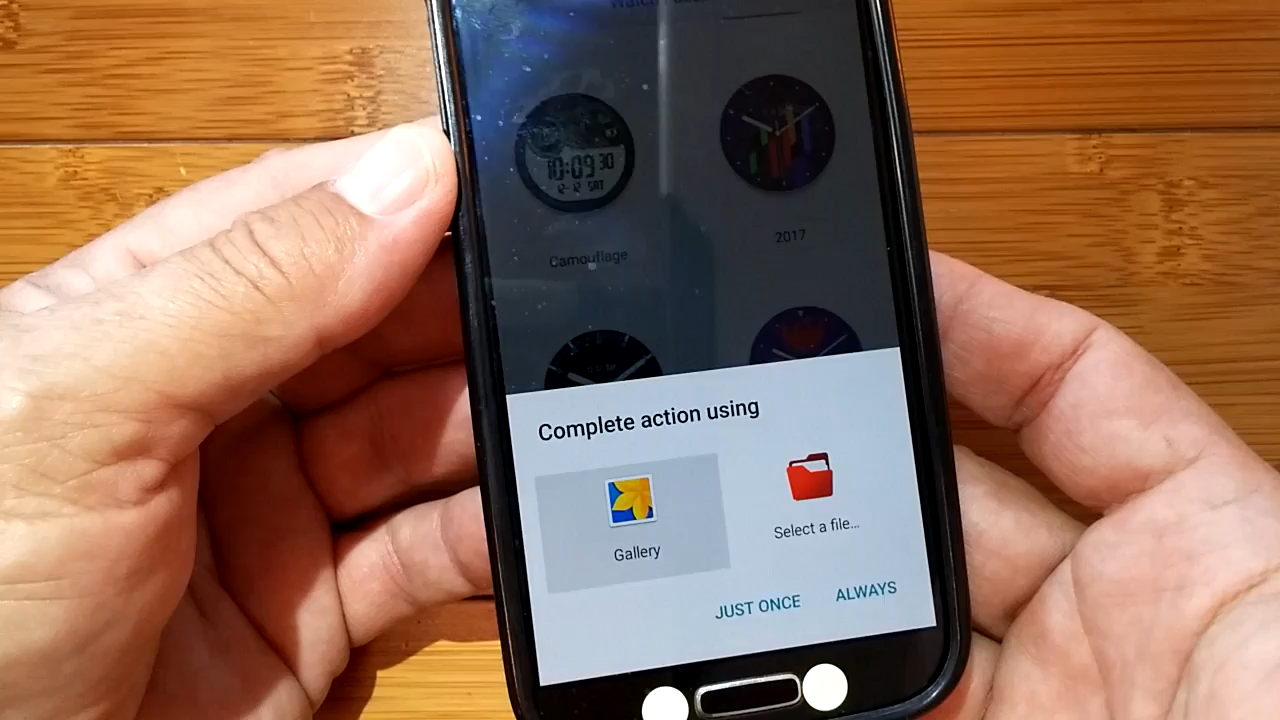 10:09 30
12-12 SAT
Camouflage
2017
Complete action using
Gallery
Select a file...
JUST ONCE
ALWAYS